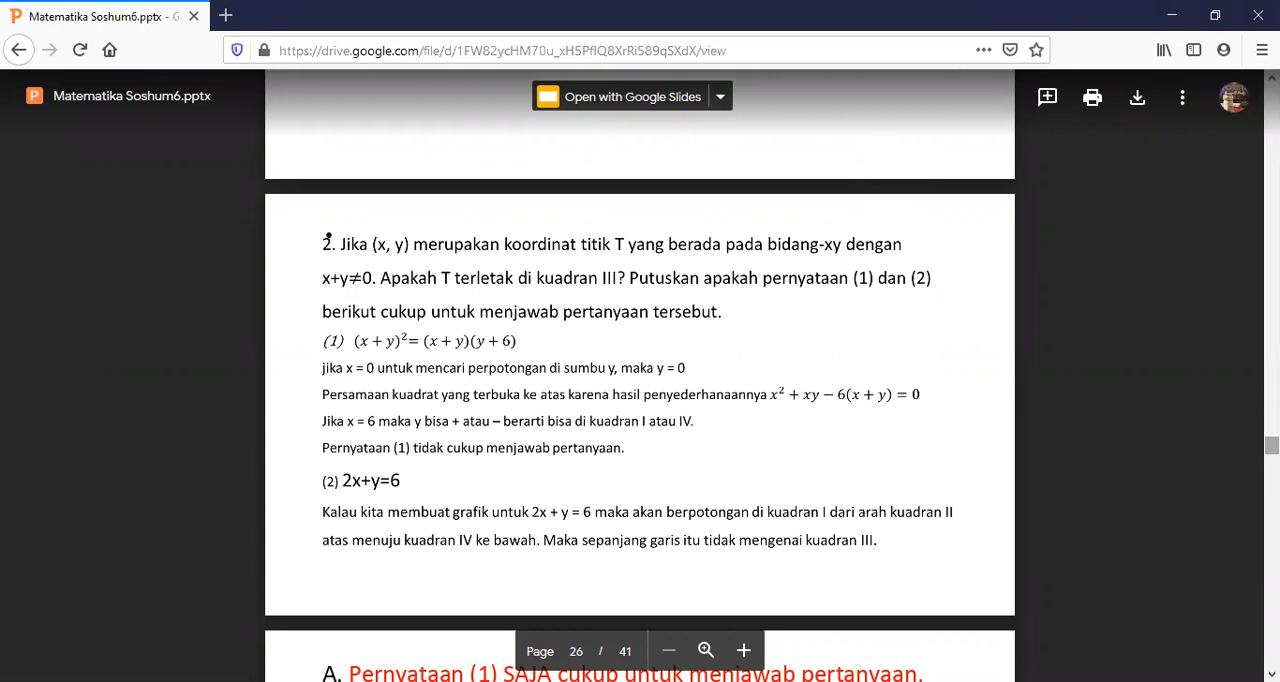 Matematika Soshum6.pptx - G
https://drive.google.com/file/d/1FW82ycHM70u_xH5PfIQ8XrRi589qSXdX/view
Matematika Soshum6.pptx
Open with Google Slides
2. Jika (x, y) merupakan koordinat titik T yang berada pada bidang-xy dengan
x+y≠0. Apakah T terletak di kuadran III? Putuskan apakah pernyataan (1) dan (2)
berikut cukup untuk menjawab pertanyaan tersebut.
(1) (x + y)²= (x + y)(y + 6)
jika x = 0 untuk mencari perpotongan di sumbu y, maka y = 0
Persamaan kuadrat yang terbuka ke atas karena hasil penyederhanaannya x² + xy − 6(x + y) = 0
Jika x = 6 maka y bisa + atau – berarti bisa di kuadran I atau IV.
Pernyataan (1) tidak cukup menjawab pertanyaan.
(2) 2x+y=6
Kalau kita membuat grafik untuk 2x + y = 6 maka akan berpotongan di kuadran I dari arah kuadran II
atas menuju kuadran IV ke bawah. Maka sepanjang garis itu tidak mengenai kuadran III.
Page 26 / 41
A. Pernyataan (1) SAJA cukup untuk menjawab pertanyaan.